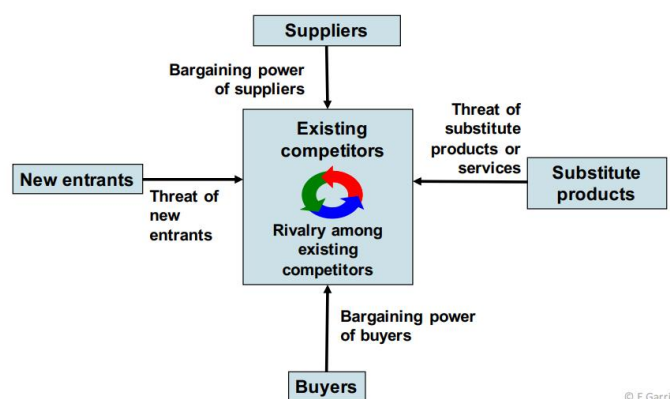 Suppliers
Bargaining power
of suppliers
Existing
competitors
Threat of
substitute
products or
services
New entrants
Threat of
new
entrants
Substitute
products
Rivalry among
existing
competitors
Bargaining power
of buyers
Buyers
© F Garci